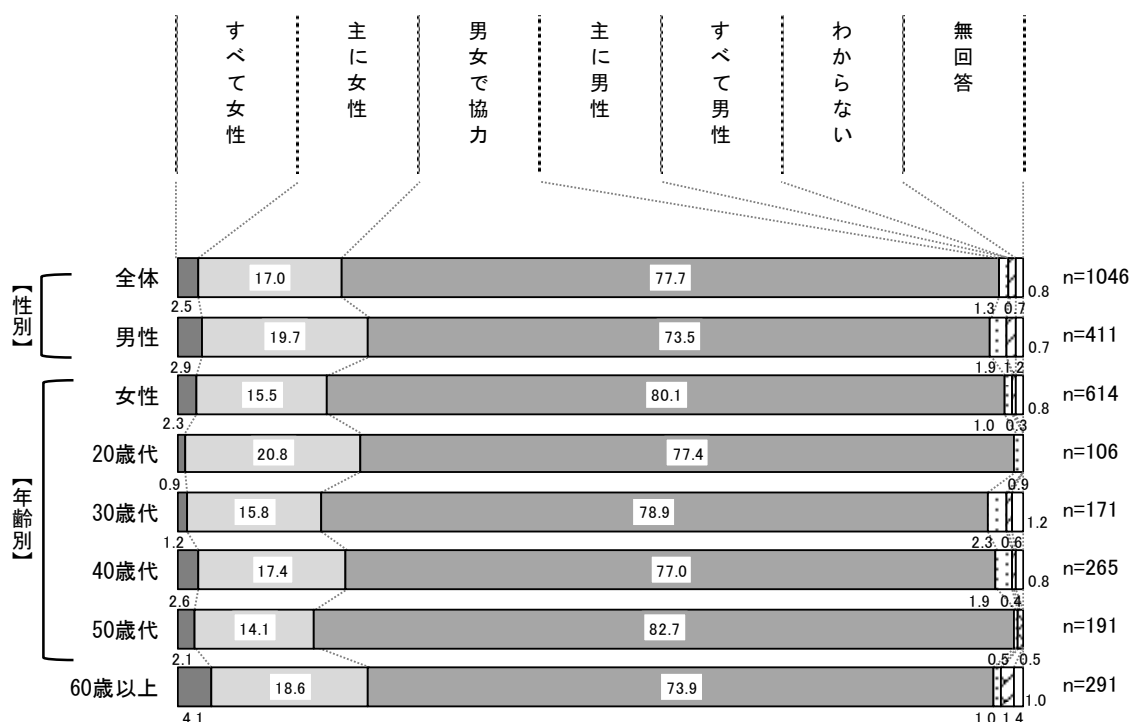 すべて女性
主に女性
男女で協力
主に男性
すべて男性
わからない
無回答
【性別】
全体 17.0 77.7 0.8 n=1046
2.5 1.3 0.7
男性 19.7 73.5 0.7 n=411
2.9 1.9 1.2
女性 15.5 80.1 0.8 n=614
2.3 1.0 0.3
【年齢別】
20歳代 20.8 77.4 n=106
0.9 0.9
30歳代 15.8 78.9 1.2 n=171
1.2 2.3 0.6
40歳代 17.4 77.0 0.8 n=265
2.6 1.9 0.4
50歳代 14.1 82.7 n=191
2.1 0.5 0.5
60歳以上 18.6 73.9 1.0 n=291
4.1 1.0 1.4